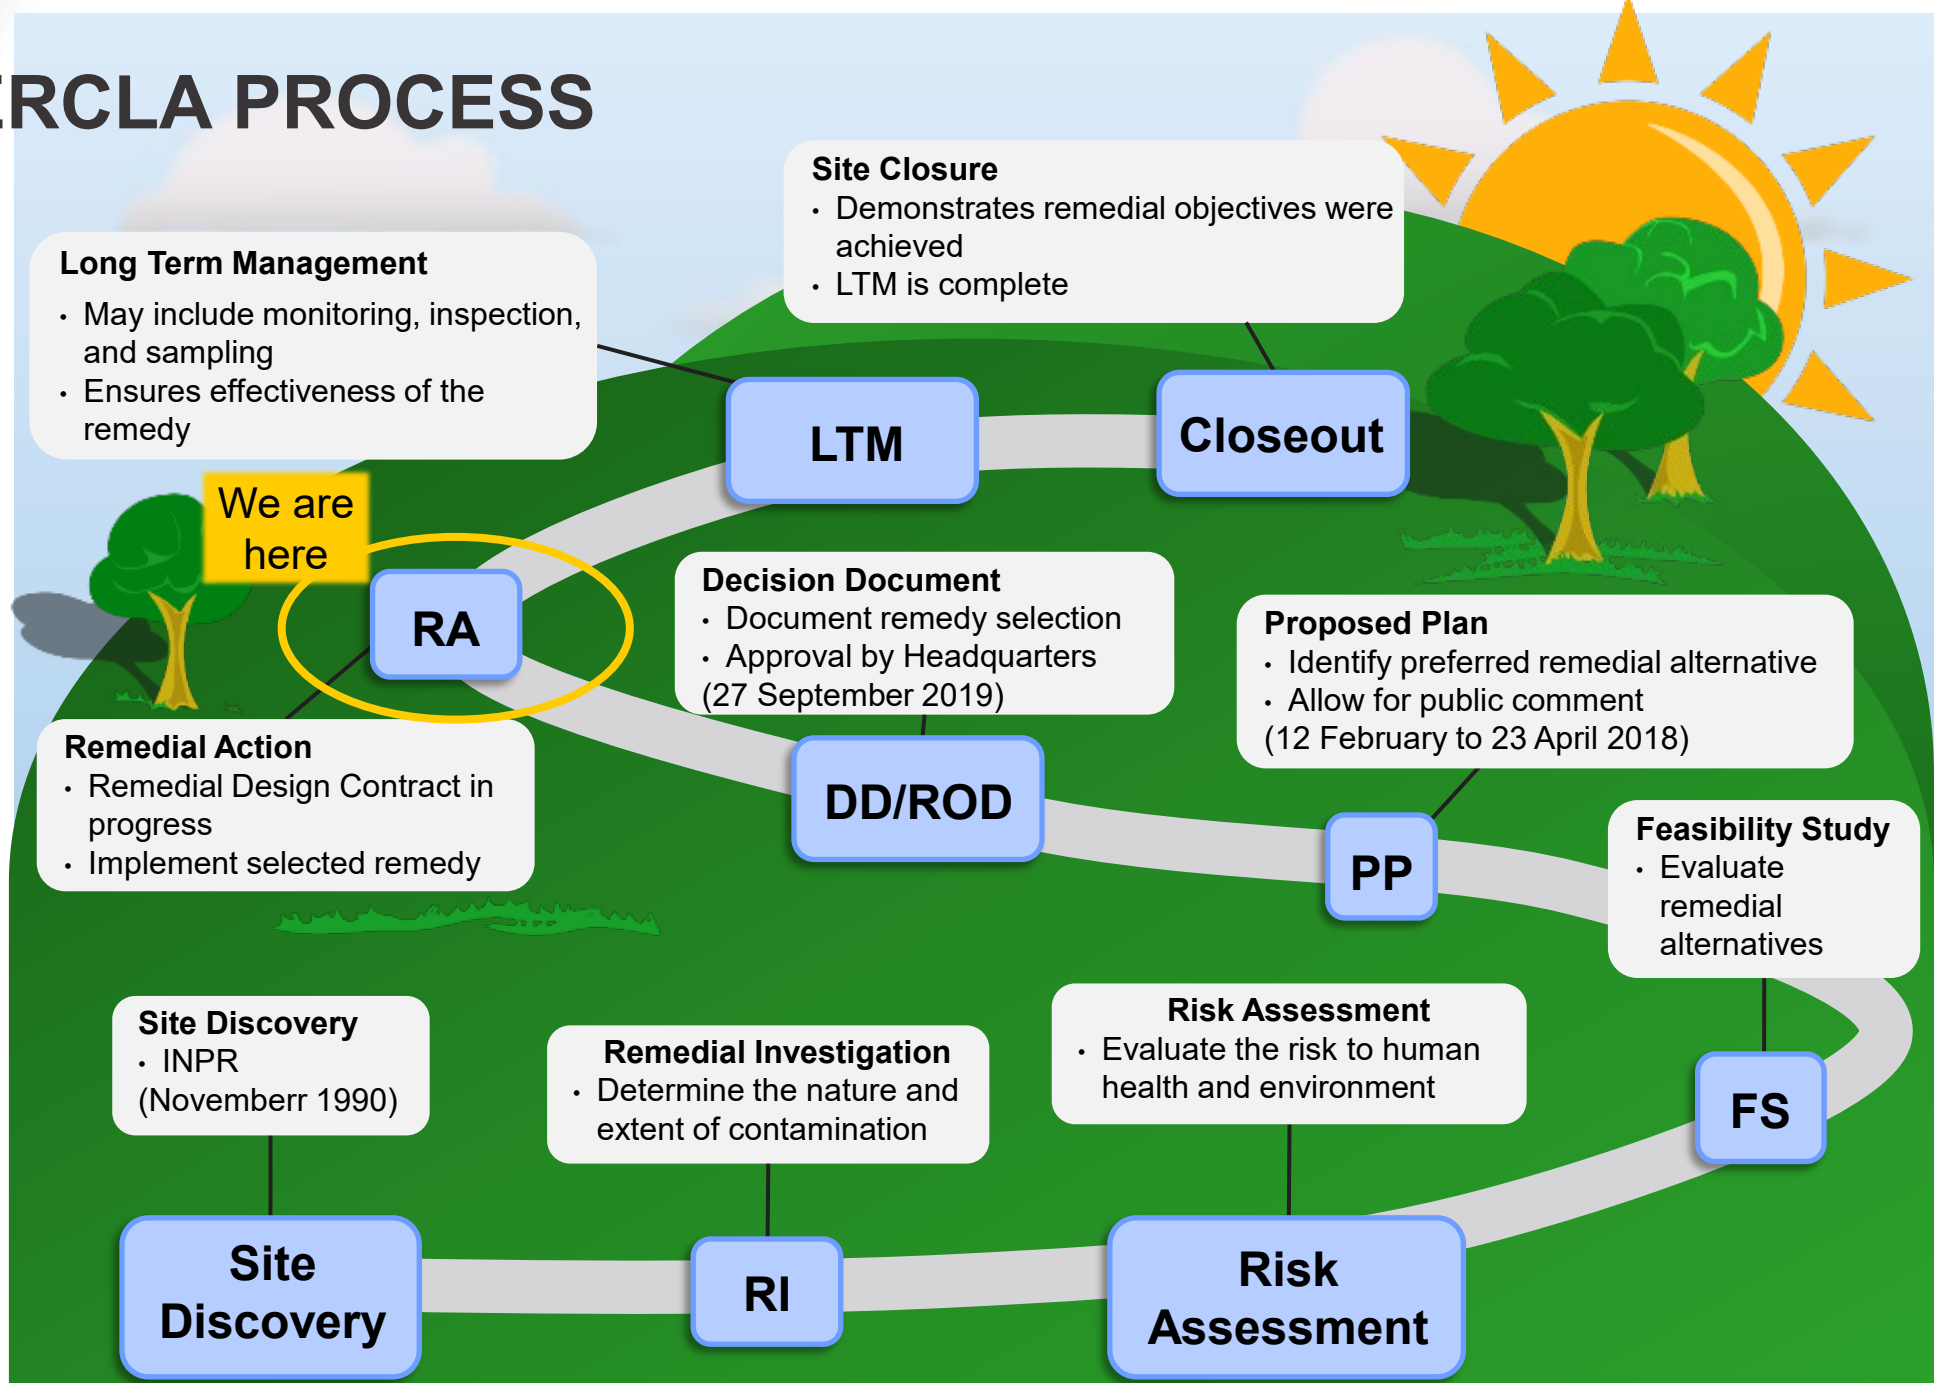 ERCLA PROCESS
Site Closure
• Demonstrates remedial objectives were
achieved
• LTM is complete
Long Term Management
• May include monitoring, inspection,
and sampling
• Ensures effectiveness of the
remedy
LTM
Closeout
We are
here
RA
Decision Document
• Document remedy selection
• Approval by Headquarters
(27 September 2019)
Proposed Plan
• Identify preferred remedial alternative
• Allow for public comment
(12 February to 23 April 2018)
Remedial Action
• Remedial Design Contract in
progress
• Implement selected remedy
DD/ROD
PP
Feasibility Study
• Evaluate
remedial
alternatives
Site Discovery
• INPR
(Novemberr 1990)
Remedial Investigation
• Determine the nature and
extent of contamination
Risk Assessment
• Evaluate the risk to human
health and environment
FS
Site
Discovery
RI
Risk
Assessment